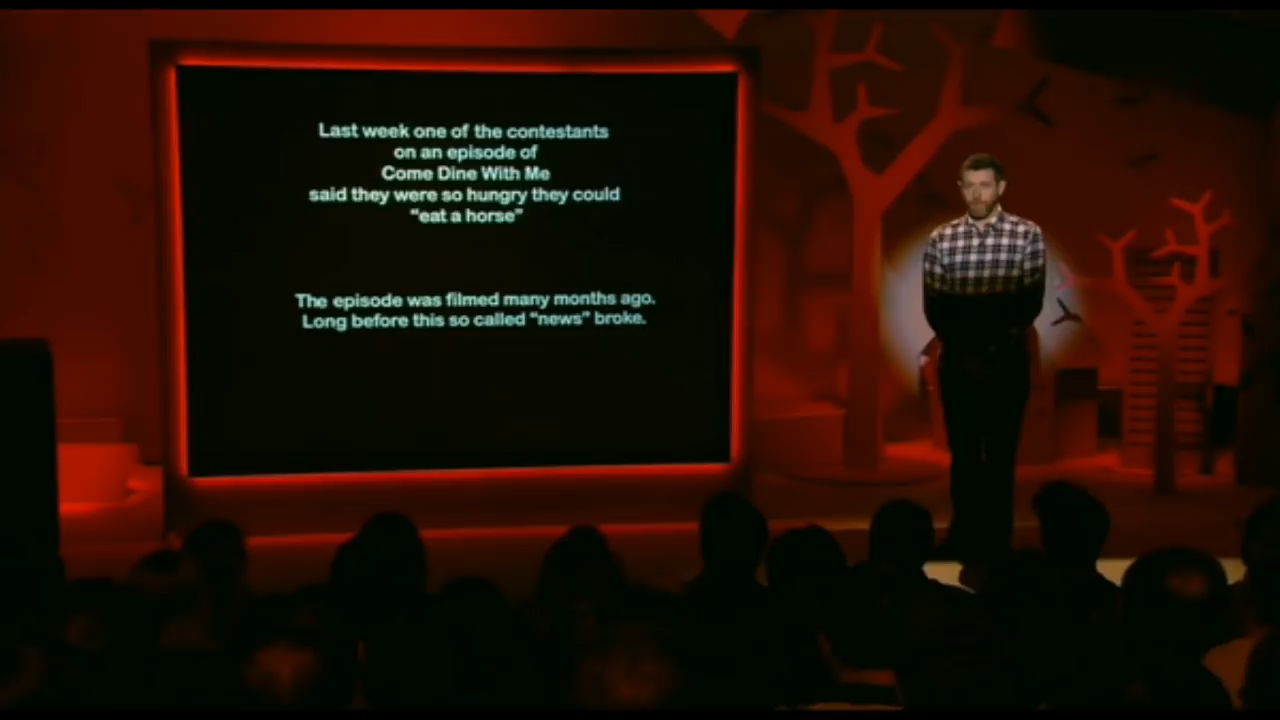 Last week one of the contestants
on an episode of
Come Dine With Me
said they were so hungry they could
“eat a horse”
The episode was filmed many months ago.
Long before this so called “news” broke.